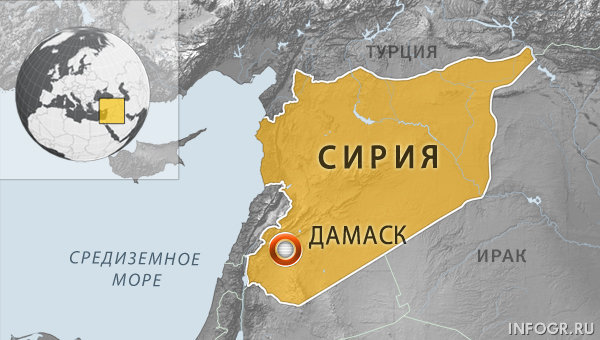 ТУРЦИЯ
СИРИЯ
ДАМАСК
ИРАК
СРЕДИЗЕМНОЕ
МОРЕ
INFOGR.RU